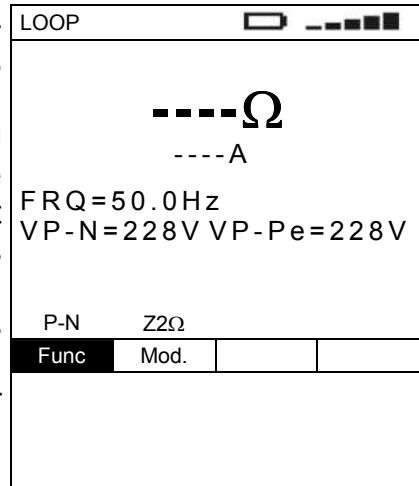 LOOP
----Ω
----A
FRQ=50.0Hz
VP-N=228V VP-Pe=228V
P-N Z2Ω
Func Mod.